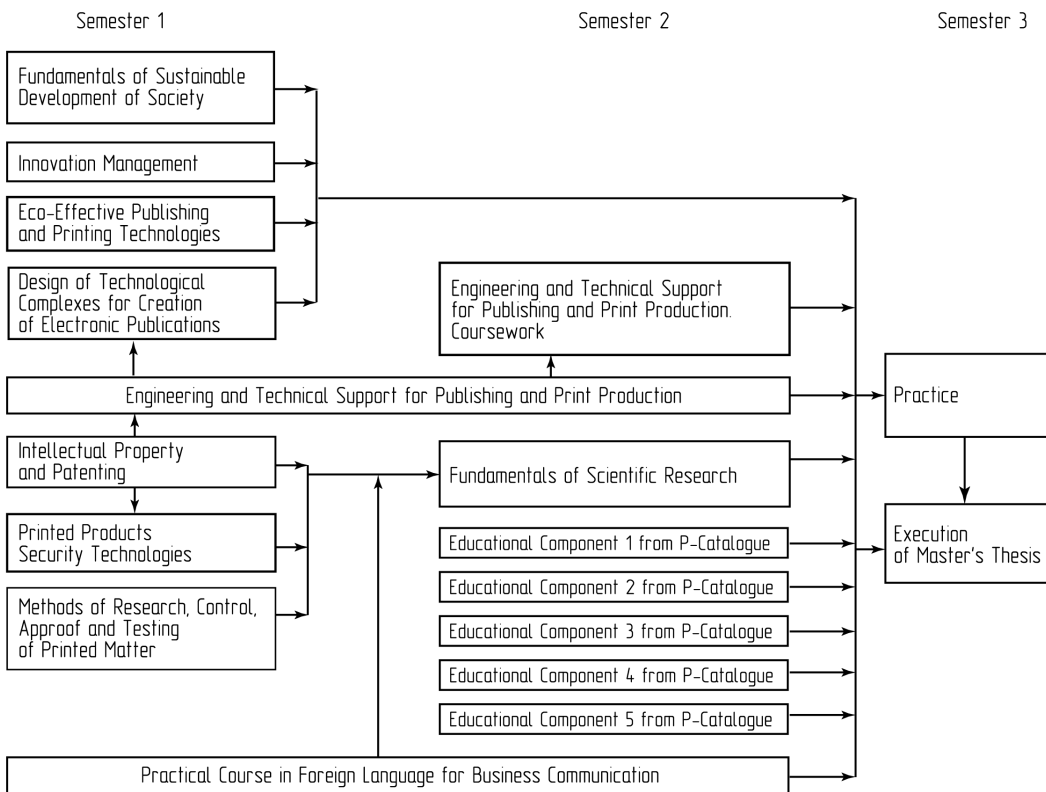 Semester 1
Semester 2
Semester 3
Fundamentals of Sustainable
Development of Society
Innovation Management
Eco-Effective Publishing
and Printing Technologies
Design of Technological
Complexes for Creation
of Electronic Publications
Engineering and Technical Support
for Publishing and Print Production.
Coursework
Engineering and Technical Support for Publishing and Print Production
Practice
Intellectual Property
and Patenting
Fundamentals of Scientific Research
Printed Products
Security Technologies
Execution
of Master's Thesis
Methods of Research, Control,
Approof and Testing
of Printed Matter
Educational Component 1 from P-Catalogue
Educational Component 2 from P-Catalogue
Educational Component 3 from P-Catalogue
Educational Component 4 from P-Catalogue
Educational Component 5 from P-Catalogue
Practical Course in Foreign Language for Business Communication